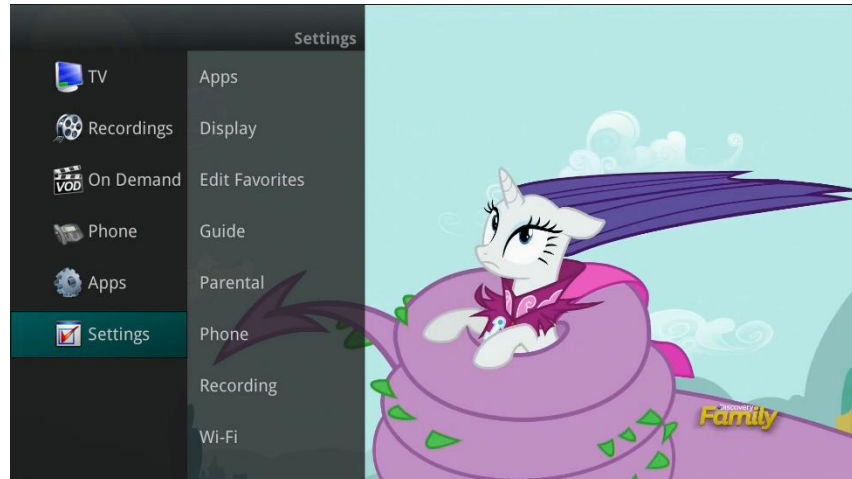 Settings
TV
Recordings
VOD
On Demand
Phone
Apps
Settings
Apps
Display
Edit Favorites
Guide
Parental
Phone
Recording
Wi-Fi
Discovery
Family